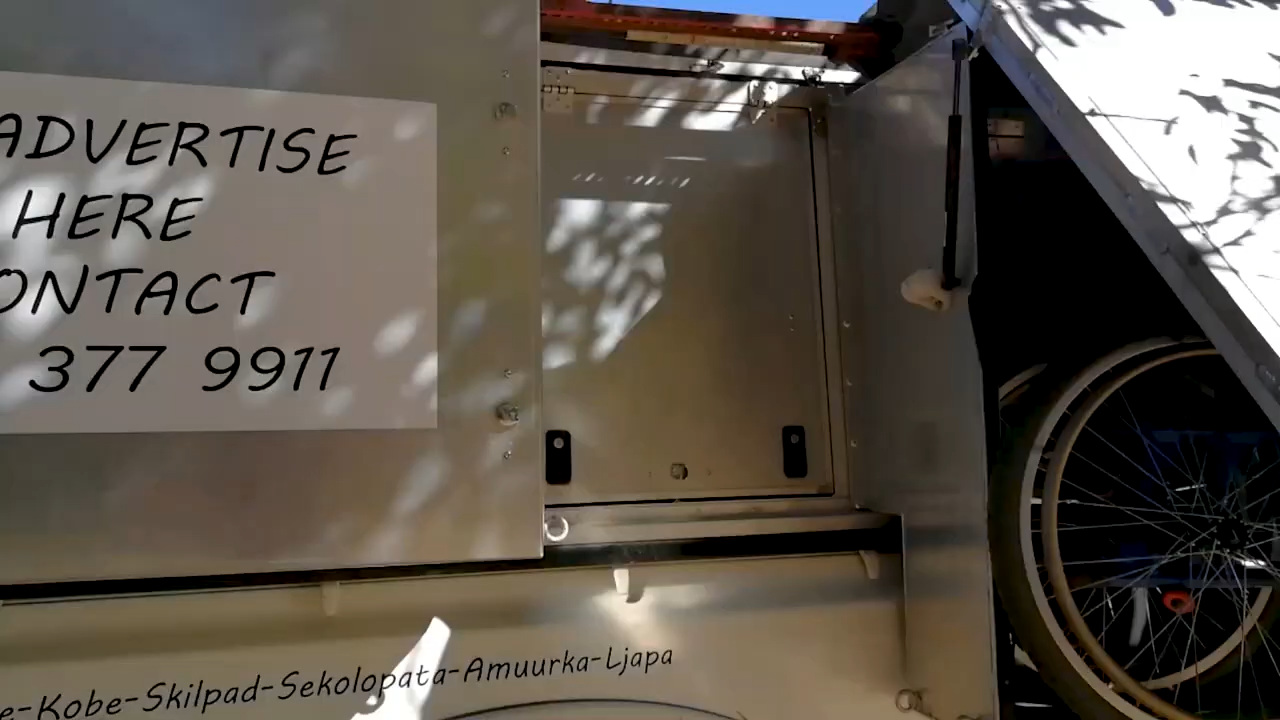 ADVERTISE
HERE
ONTACT
377 9911
e-Kobe-Skilpad-Sekolopata-Amuurka-Ljapa